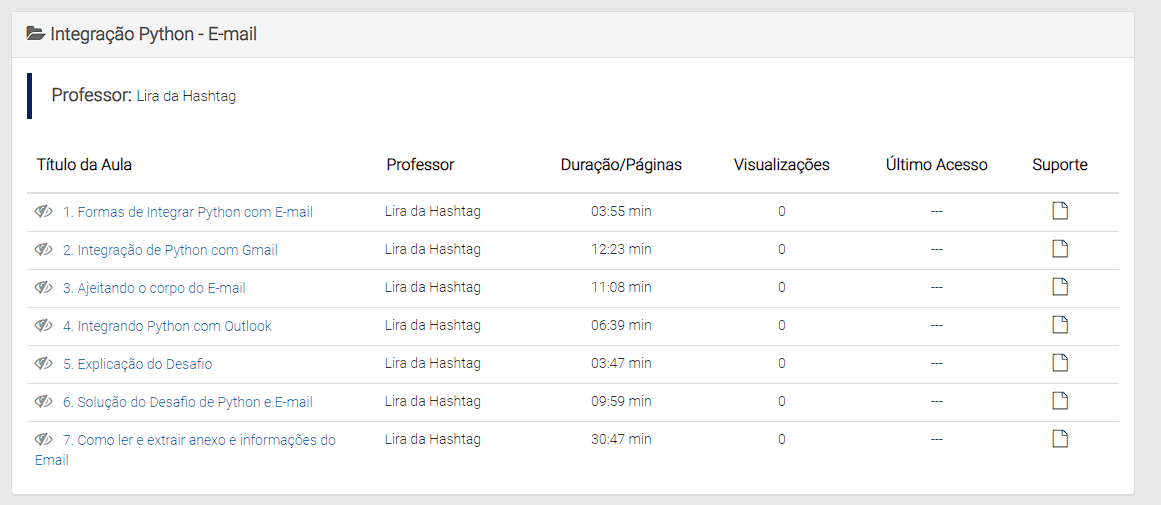 Integração Python - E-mail
Professor: Lira da Hashtag
Título da Aula Professor Duração/Páginas Visualizações Último Acesso Suporte
1. Formas de Integrar Python com E-mail Lira da Hashtag 03:55 min 0 ---
2. Integração de Python com Gmail Lira da Hashtag 12:23 min 0 ---
3. Ajeitando o corpo do E-mail Lira da Hashtag 11:08 min 0 ---
4. Integrando Python com Outlook Lira da Hashtag 06:39 min 0 ---
5. Explicação do Desafio Lira da Hashtag 03:47 min 0 ---
6. Solução do Desafio de Python e E-mail Lira da Hashtag 09:59 min 0 ---
7. Como ler e extrair anexo e informações do Lira da Hashtag 30:47 min 0 ---
Email